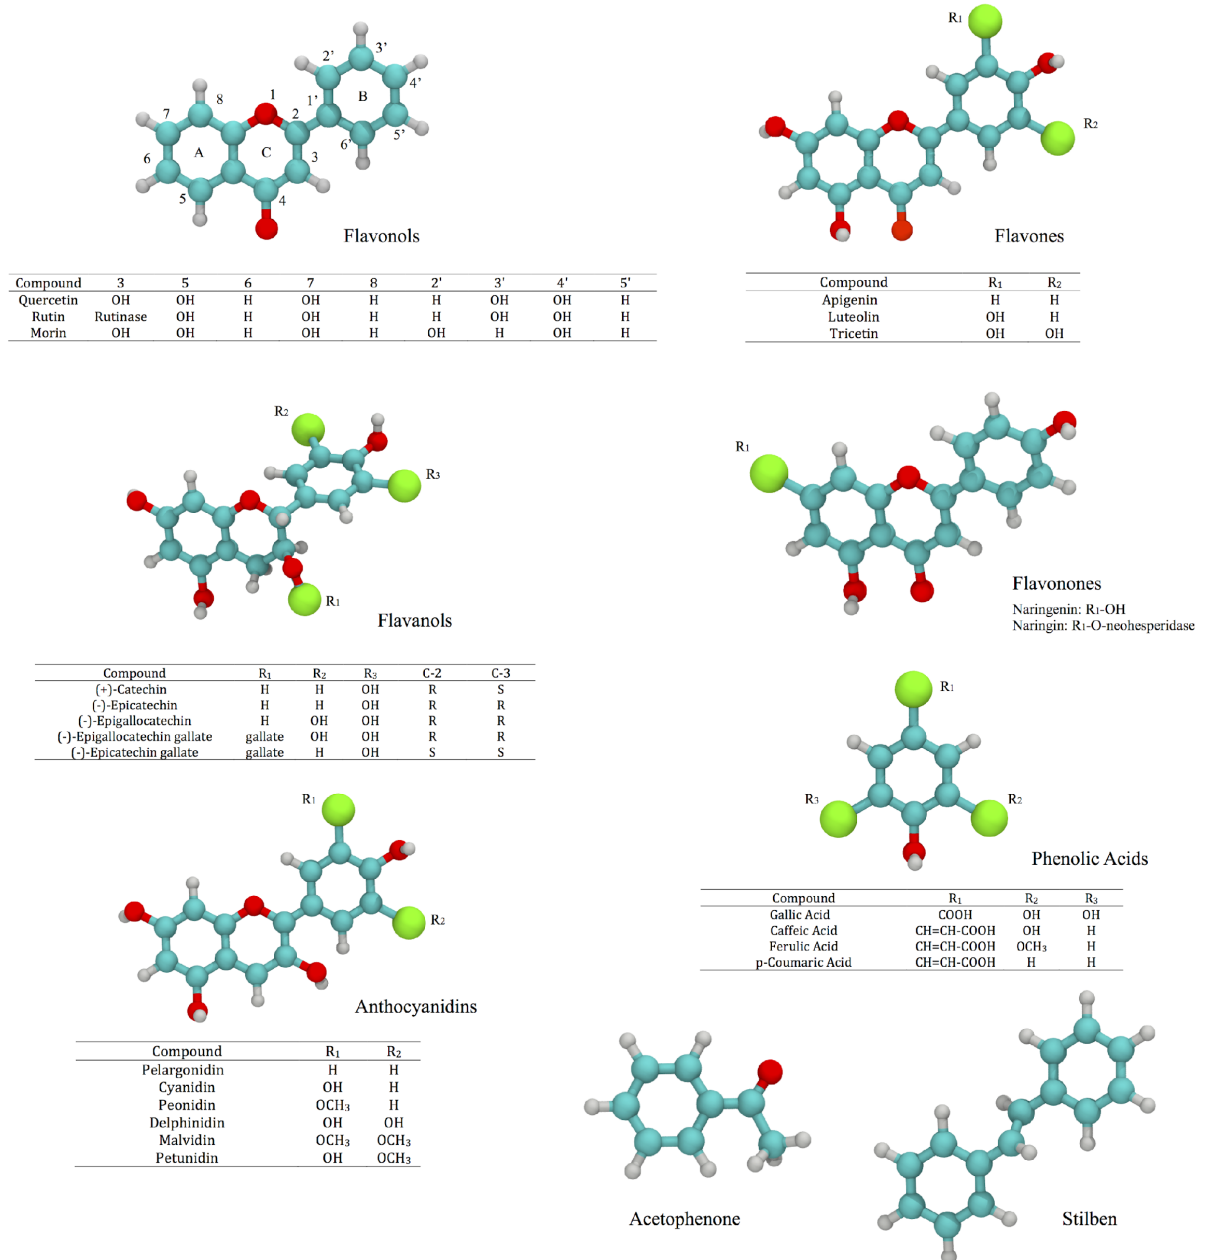 R₁
3'
2'
4'
B
8
1
1'
7
2
5'
R₂
A
C
6'
6
3
5
4
Flavonols
Flavones
Compound 3 5 6 7 8 2' 3' 4' 5'
Quercetin OH OH H OH H H OH OH H
Rutin Rutinase OH H OH H H OH OH H
Morin OH OH H OH H OH H OH H
Compound R₁ R₂
Apigenin H H
Luteolin OH H
Tricetin OH OH
R₂
R₃
R₁
Flavanols
R₁
Flavonones
Naringenin: R₁-OH
Naringin: R₁-O-neohesperidase
Compound R₁ R₂ R₃ C-2 C-3
(+)-Catechin H H OH R S
(-)-Epicatechin H H OH R R
(-)-Epigallocatechin H OH OH R R
(-)-Epigallocatechin gallate gallate OH OH R R
(-)-Epicatechin gallate gallate H OH S S
R₁
R₃
R₂
Phenolic Acids
R₁
R₂
Anthocyanidins
Compound R₁ R₂ R₃
Gallic Acid COOH OH OH
Caffeic Acid CH=CH-COOH OH H
Ferulic Acid CH=CH-COOH OCH₃ H
p-Coumaric Acid CH=CH-COOH H H
Compound R₁ R₂
Pelargonidin H H
Cyanidin OH H
Peonidin OCH₃ H
Delphinidin OH OH
Malvidin OCH₃ OCH₃
Petunidin OH OCH₃
Acetophenone
Stilben